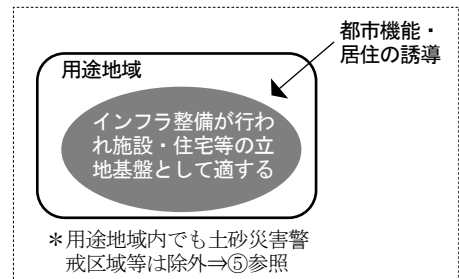 都市機能・
居住の誘導
用途地域
インフラ整備が行わ
れ施設・住宅等の立
地基盤として適する
＊用途地域内でも土砂災害警
戒区域等は除外⇒⑤参照